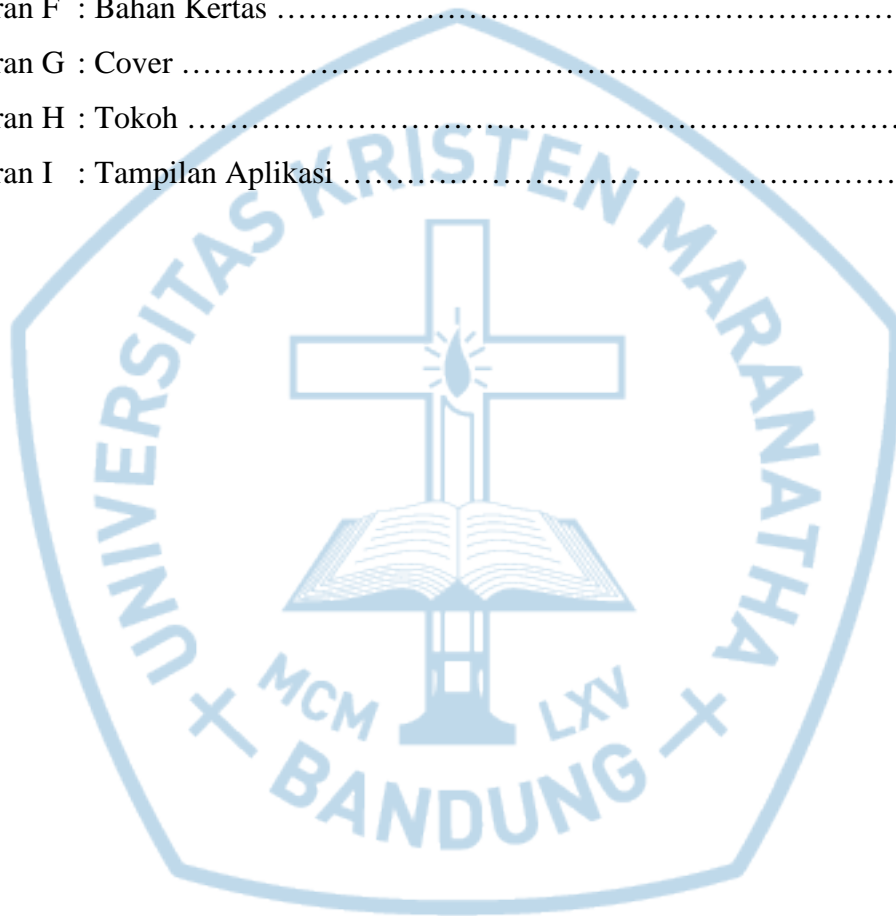 ran F : Bahan Kertas ……………………………………………………
ran G : Cover ……………………………………………………………
ran H : Tokoh ……………………………………………………………
ran I : Tampilan Aplikasi ………………………………………………
UNIVERSITAS KRISTEN MARANATHA
MCM LXV
BANDUNG